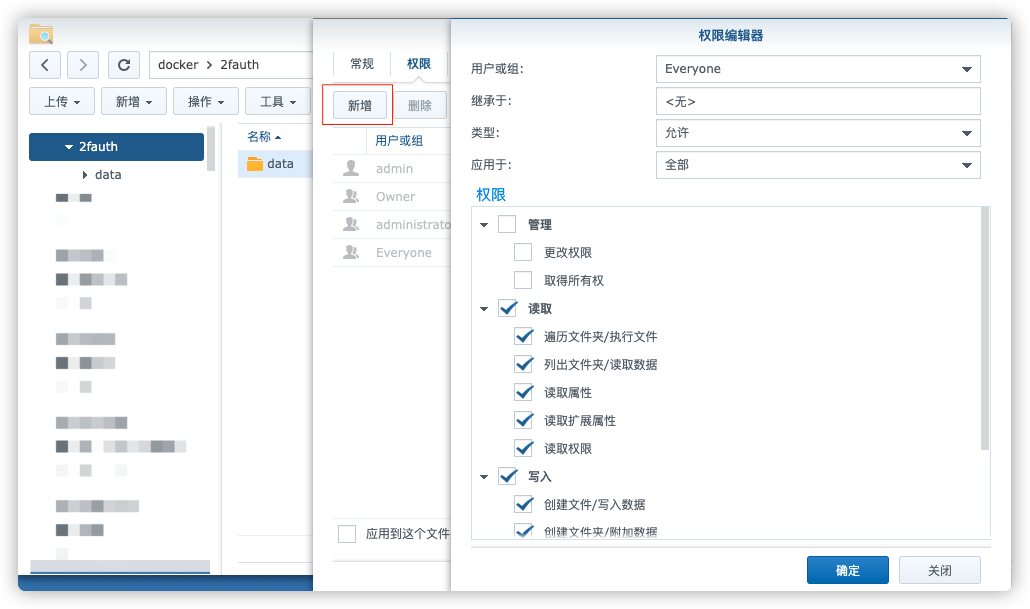 docker > 2fauth
上传
新增
操作
工具
2fauth
data
名称
data
常规
权限
新增
删除
用户或组
admin
Owner
administrato
Everyone
应用到这个文件
权限编辑器
用户或组:
Everyone
继承于:
<无>
类型:
允许
应用于:
全部
权限
管理
更改权限
取得所有权
读取
遍历文件夹/执行文件
列出文件夹/读取数据
读取属性
读取扩展属性
读取权限
写入
创建文件/写入数据
创建文件夹/附加数据
确定
关闭